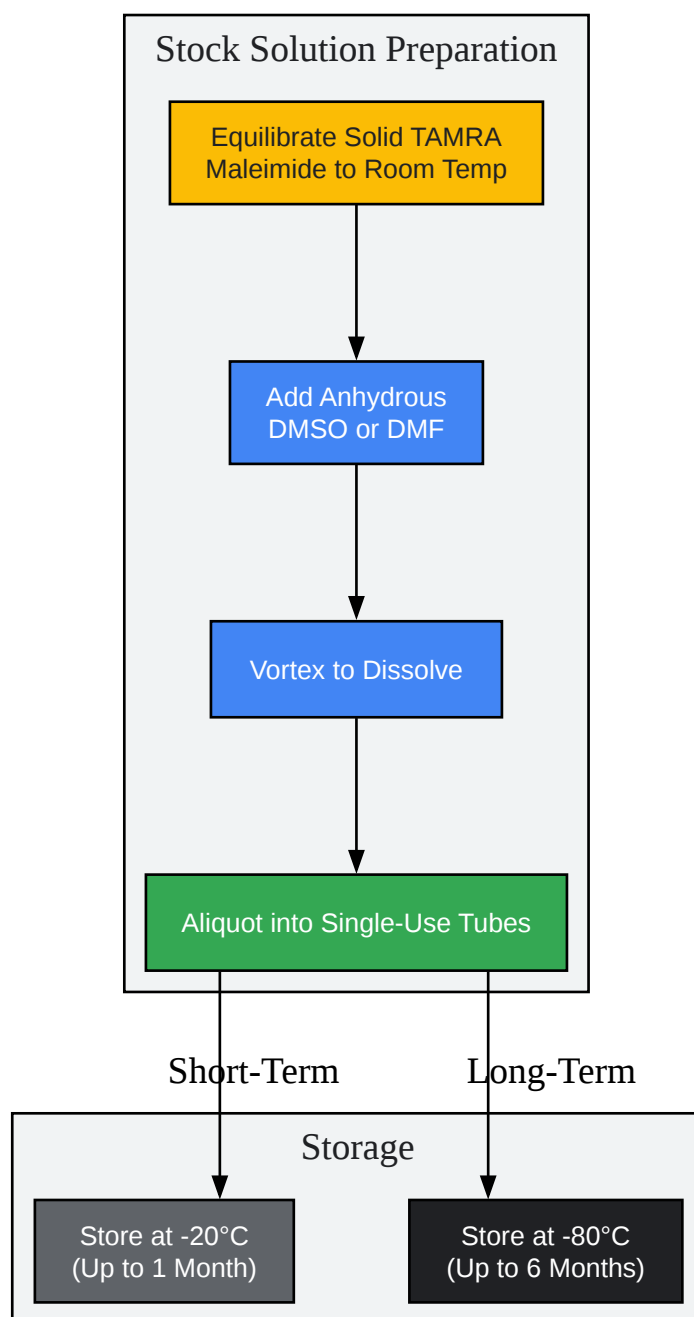 Stock Solution Preparation
Equilibrate Solid TAMRA
Maleimide to Room Temp
Add Anhydrous
DMSO or DMF
Vortex to Dissolve
Aliquot into Single-Use Tubes
Short-Term
Long-Term
Storage
Store at -20°C
(Up to 1 Month)
Store at -80°C
(Up to 6 Months)